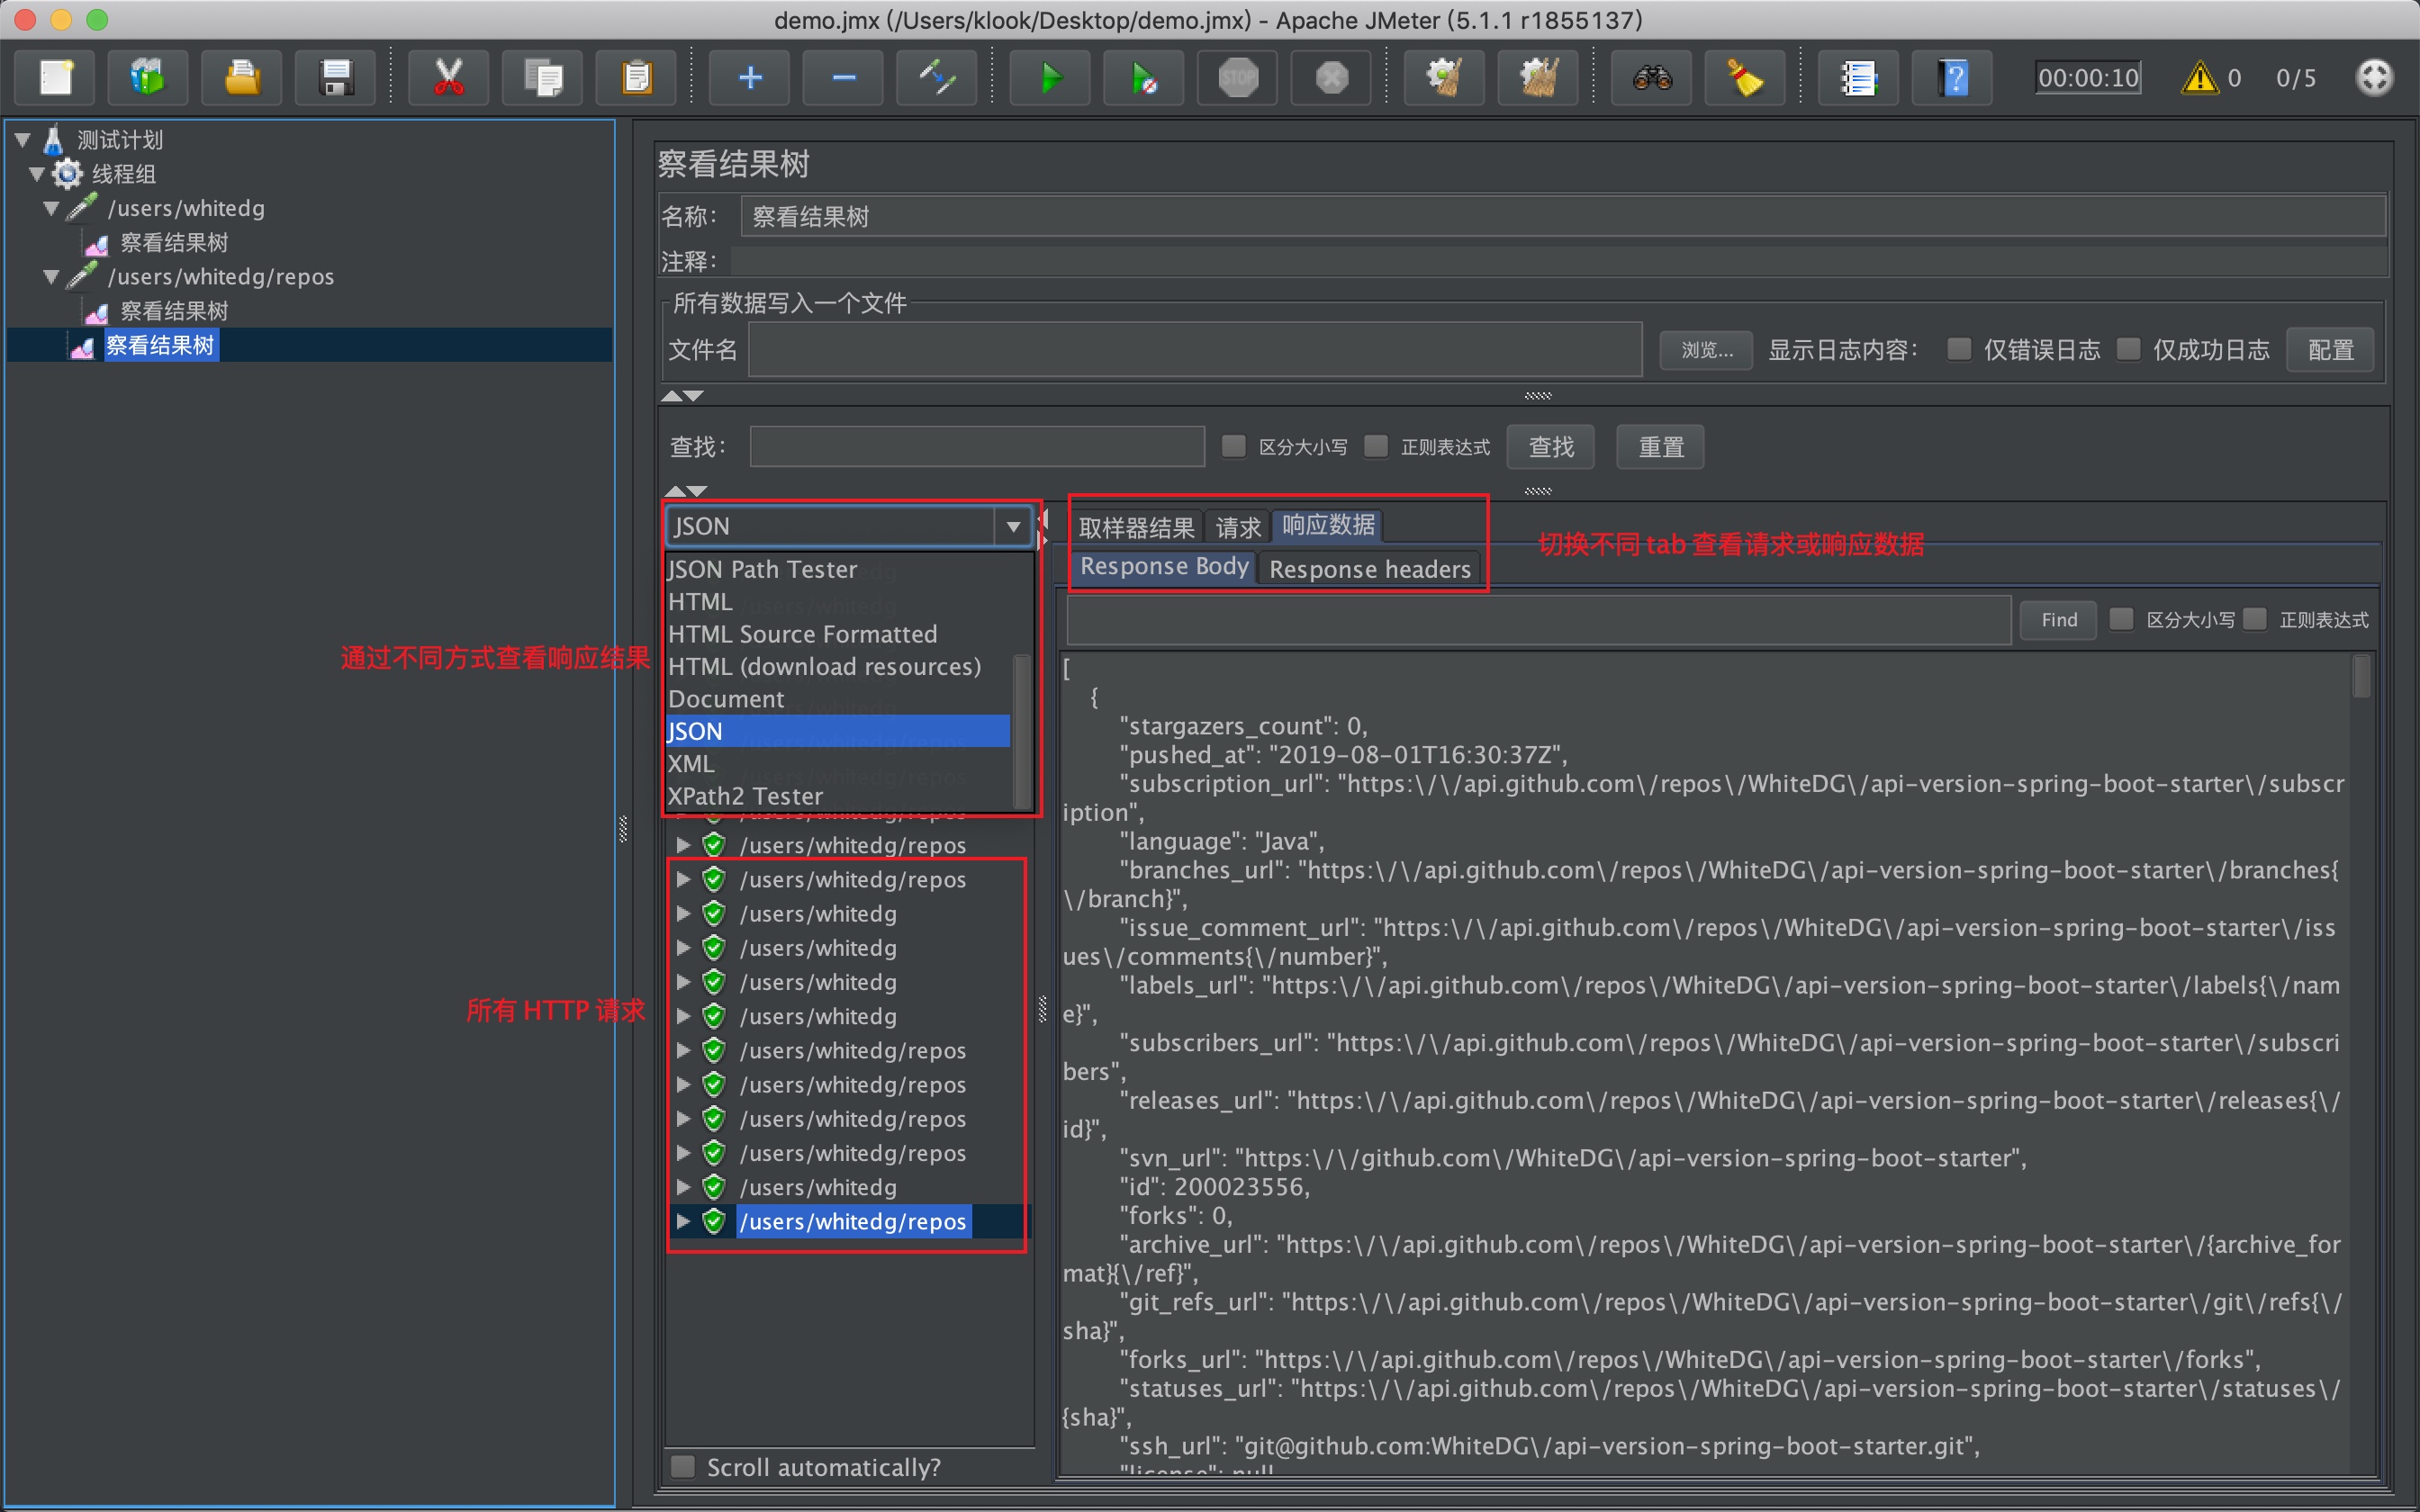 demo.jmx (/Users/klook/Desktop/demo.jmx) - Apache JMeter (5.1.1 r1855137)
STOP
00:00:10
0
0/5
测试计划
线程组
/users/whitedg
察看结果树
/users/whitedg/repos
察看结果树
察看结果树
察看结果树
名称：
察看结果树
注释：
所有数据写入一个文件
文件名
浏览...
显示日志内容：
仅错误日志
仅成功日志
配置
查找：
区分大小写
正则表达式
查找
重置
JSON
JSON Path Tester
HTML
HTML Source Formatted
HTML (download resources)
Document
JSON
XML
XPath2 Tester
通过不同方式查看响应结果
/users/whitedg/repos
/users/whitedg/repos
/users/whitedg/repos
/users/whitedg
/users/whitedg
/users/whitedg
/users/whitedg
/users/whitedg/repos
/users/whitedg/repos
/users/whitedg/repos
/users/whitedg/repos
/users/whitedg
/users/whitedg/repos
所有 HTTP 请求
Scroll automatically?
取样器结果
请求
响应数据
切换不同 tab 查看请求或响应数据
Response Body
Response headers
Find
区分大小写
正则表达式
[
{
"stargazers_count": 0,
"pushed_at": "2019-08-01T16:30:37Z",
"subscription_url": "https:\/\/api.github.com\/repos\/WhiteDG\/api-version-spring-boot-starter\/subscr
iption",
"language": "Java",
"branches_url": "https:\/\/api.github.com\/repos\/WhiteDG\/api-version-spring-boot-starter\/branches{
\/branch}",
"issue_comment_url": "https:\/\/api.github.com\/repos\/WhiteDG\/api-version-spring-boot-starter\/iss
ues\/comments{\/number}",
"labels_url": "https:\/\/api.github.com\/repos\/WhiteDG\/api-version-spring-boot-starter\/labels{\/nam
e}",
"subscribers_url": "https:\/\/api.github.com\/repos\/WhiteDG\/api-version-spring-boot-starter\/subscri
bers",
"releases_url": "https:\/\/api.github.com\/repos\/WhiteDG\/api-version-spring-boot-starter\/releases{\/
id}",
"svn_url": "https:\/\/github.com\/WhiteDG\/api-version-spring-boot-starter",
"id": 200023556,
"forks": 0,
"archive_url": "https:\/\/api.github.com\/repos\/WhiteDG\/api-version-spring-boot-starter\/{archive_for
mat}{\/ref}",
"git_refs_url": "https:\/\/api.github.com\/repos\/WhiteDG\/api-version-spring-boot-starter\/git\/refs{\/
sha}",
"forks_url": "https:\/\/api.github.com\/repos\/WhiteDG\/api-version-spring-boot-starter\/forks",
"statuses_url": "https:\/\/api.github.com\/repos\/WhiteDG\/api-version-spring-boot-starter\/statuses\/
{sha}",
"ssh_url": "git@github.com:WhiteDG\/api-version-spring-boot-starter.git",
"license": null